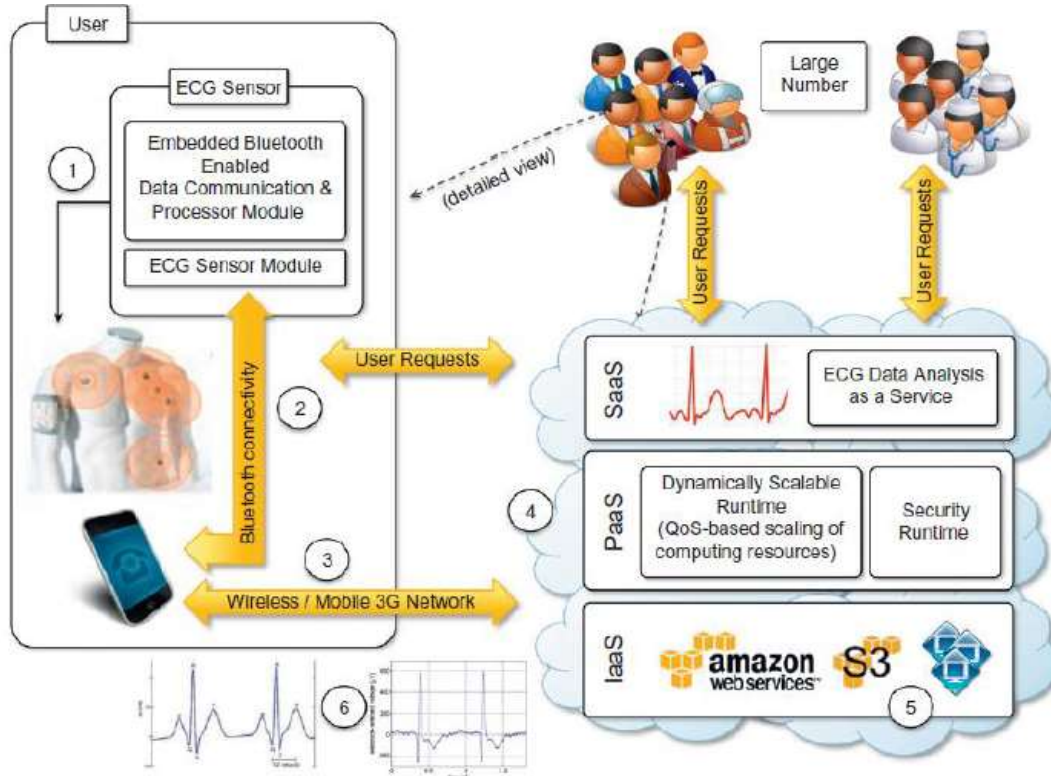 User
ECG Sensor
Embedded Bluetooth
Enabled
Data Communication &
Processor Module
ECG Sensor Module
1
Bluetooth connectivity
2
3
Wireless / Mobile 3G Network
User Requests
(detailed view)
Large
Number
User Requests
User Requests
SaaS
ECG Data Analysis
as a Service
4
PaaS
Dynamically Scalable
Runtime
(QoS-based scaling of
computing resources)
Security
Runtime
IaaS
amazon
webservices™
S3
5
6